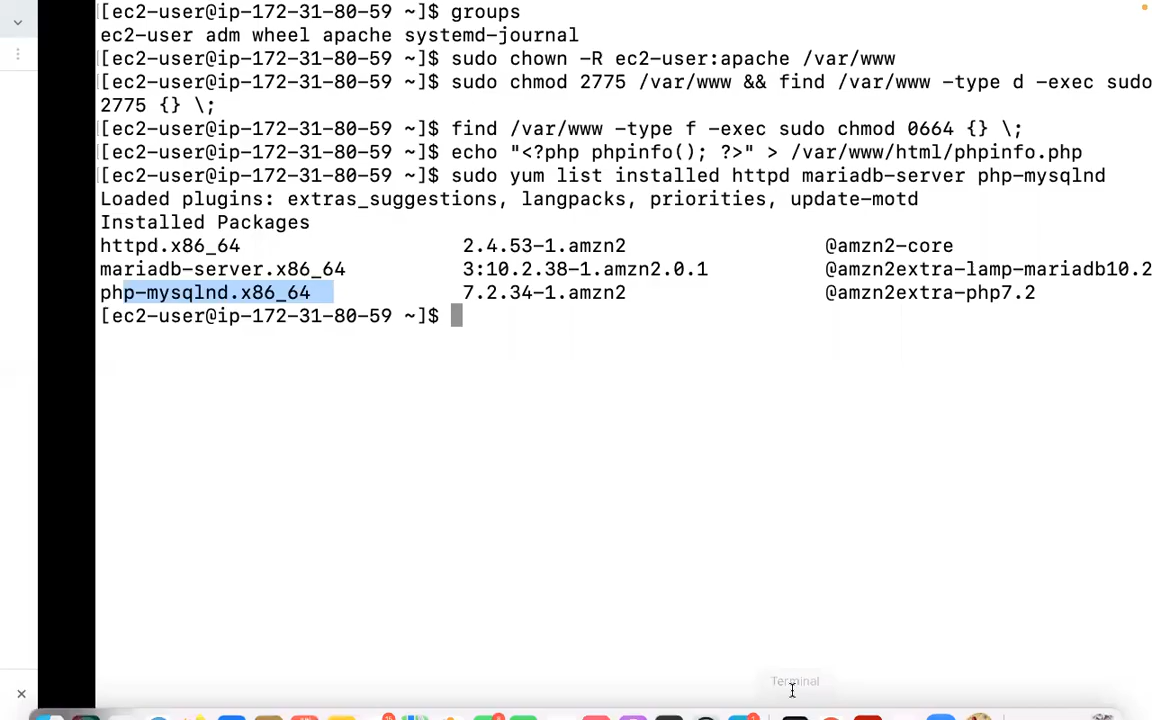 [ec2-user@ip-172-31-80-59 ~]$ groups
ec2-user adm wheel apache systemd-journal
[ec2-user@ip-172-31-80-59 ~]$ sudo chown -R ec2-user:apache /var/www
[ec2-user@ip-172-31-80-59 ~]$ sudo chmod 2775 /var/www && find /var/www -type d -exec sudo
2775 {} \;
[ec2-user@ip-172-31-80-59 ~]$ find /var/www -type f -exec sudo chmod 0664 {} \;
[ec2-user@ip-172-31-80-59 ~]$ echo "<?php phpinfo(); ?>" > /var/www/html/phpinfo.php
[ec2-user@ip-172-31-80-59 ~]$ sudo yum list installed httpd mariadb-server php-mysqlnd
Loaded plugins: extras_suggestions, langpacks, priorities, update-motd
Installed Packages
httpd.x86_64 2.4.53-1.amzn2 @amzn2-core
mariadb-server.x86_64 3:10.2.38-1.amzn2.0.1 @amzn2extra-lamp-mariadb10.2
php-mysqlnd.x86_64 7.2.34-1.amzn2 @amzn2extra-php7.2
[ec2-user@ip-172-31-80-59 ~]$
Terminal